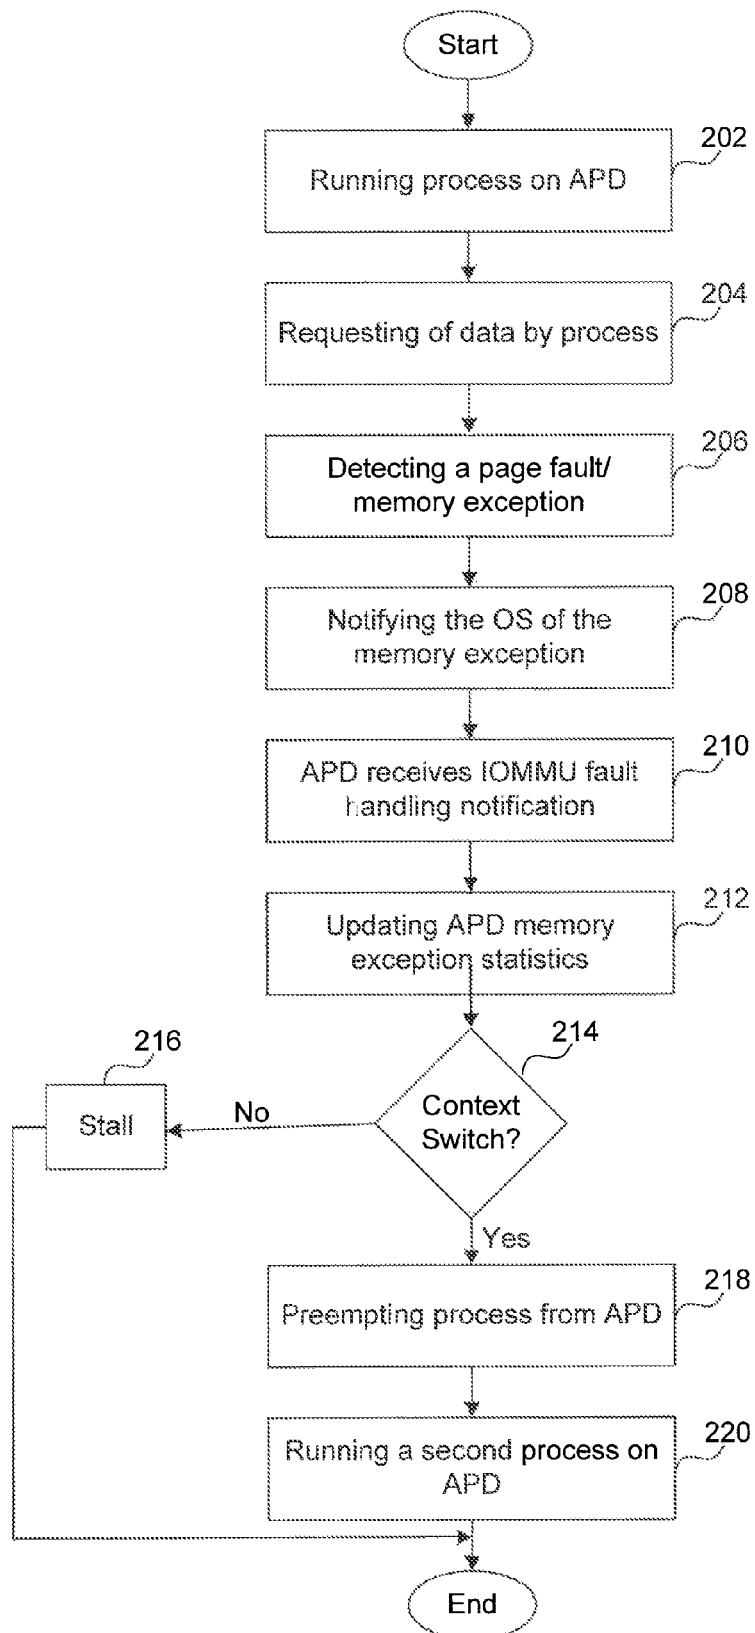 Start
202
Running process on APD
204
Requesting of data by process
206
Detecting a page fault/
memory exception
208
Notifying the OS of the
memory exception
210
APD receives IOMMU fault
handling notification
212
Updating APD memory
exception statistics
214
Context
Switch?
216
No
Stall
Yes
218
Preempting process from APD
220
Running a second process on
APD
End